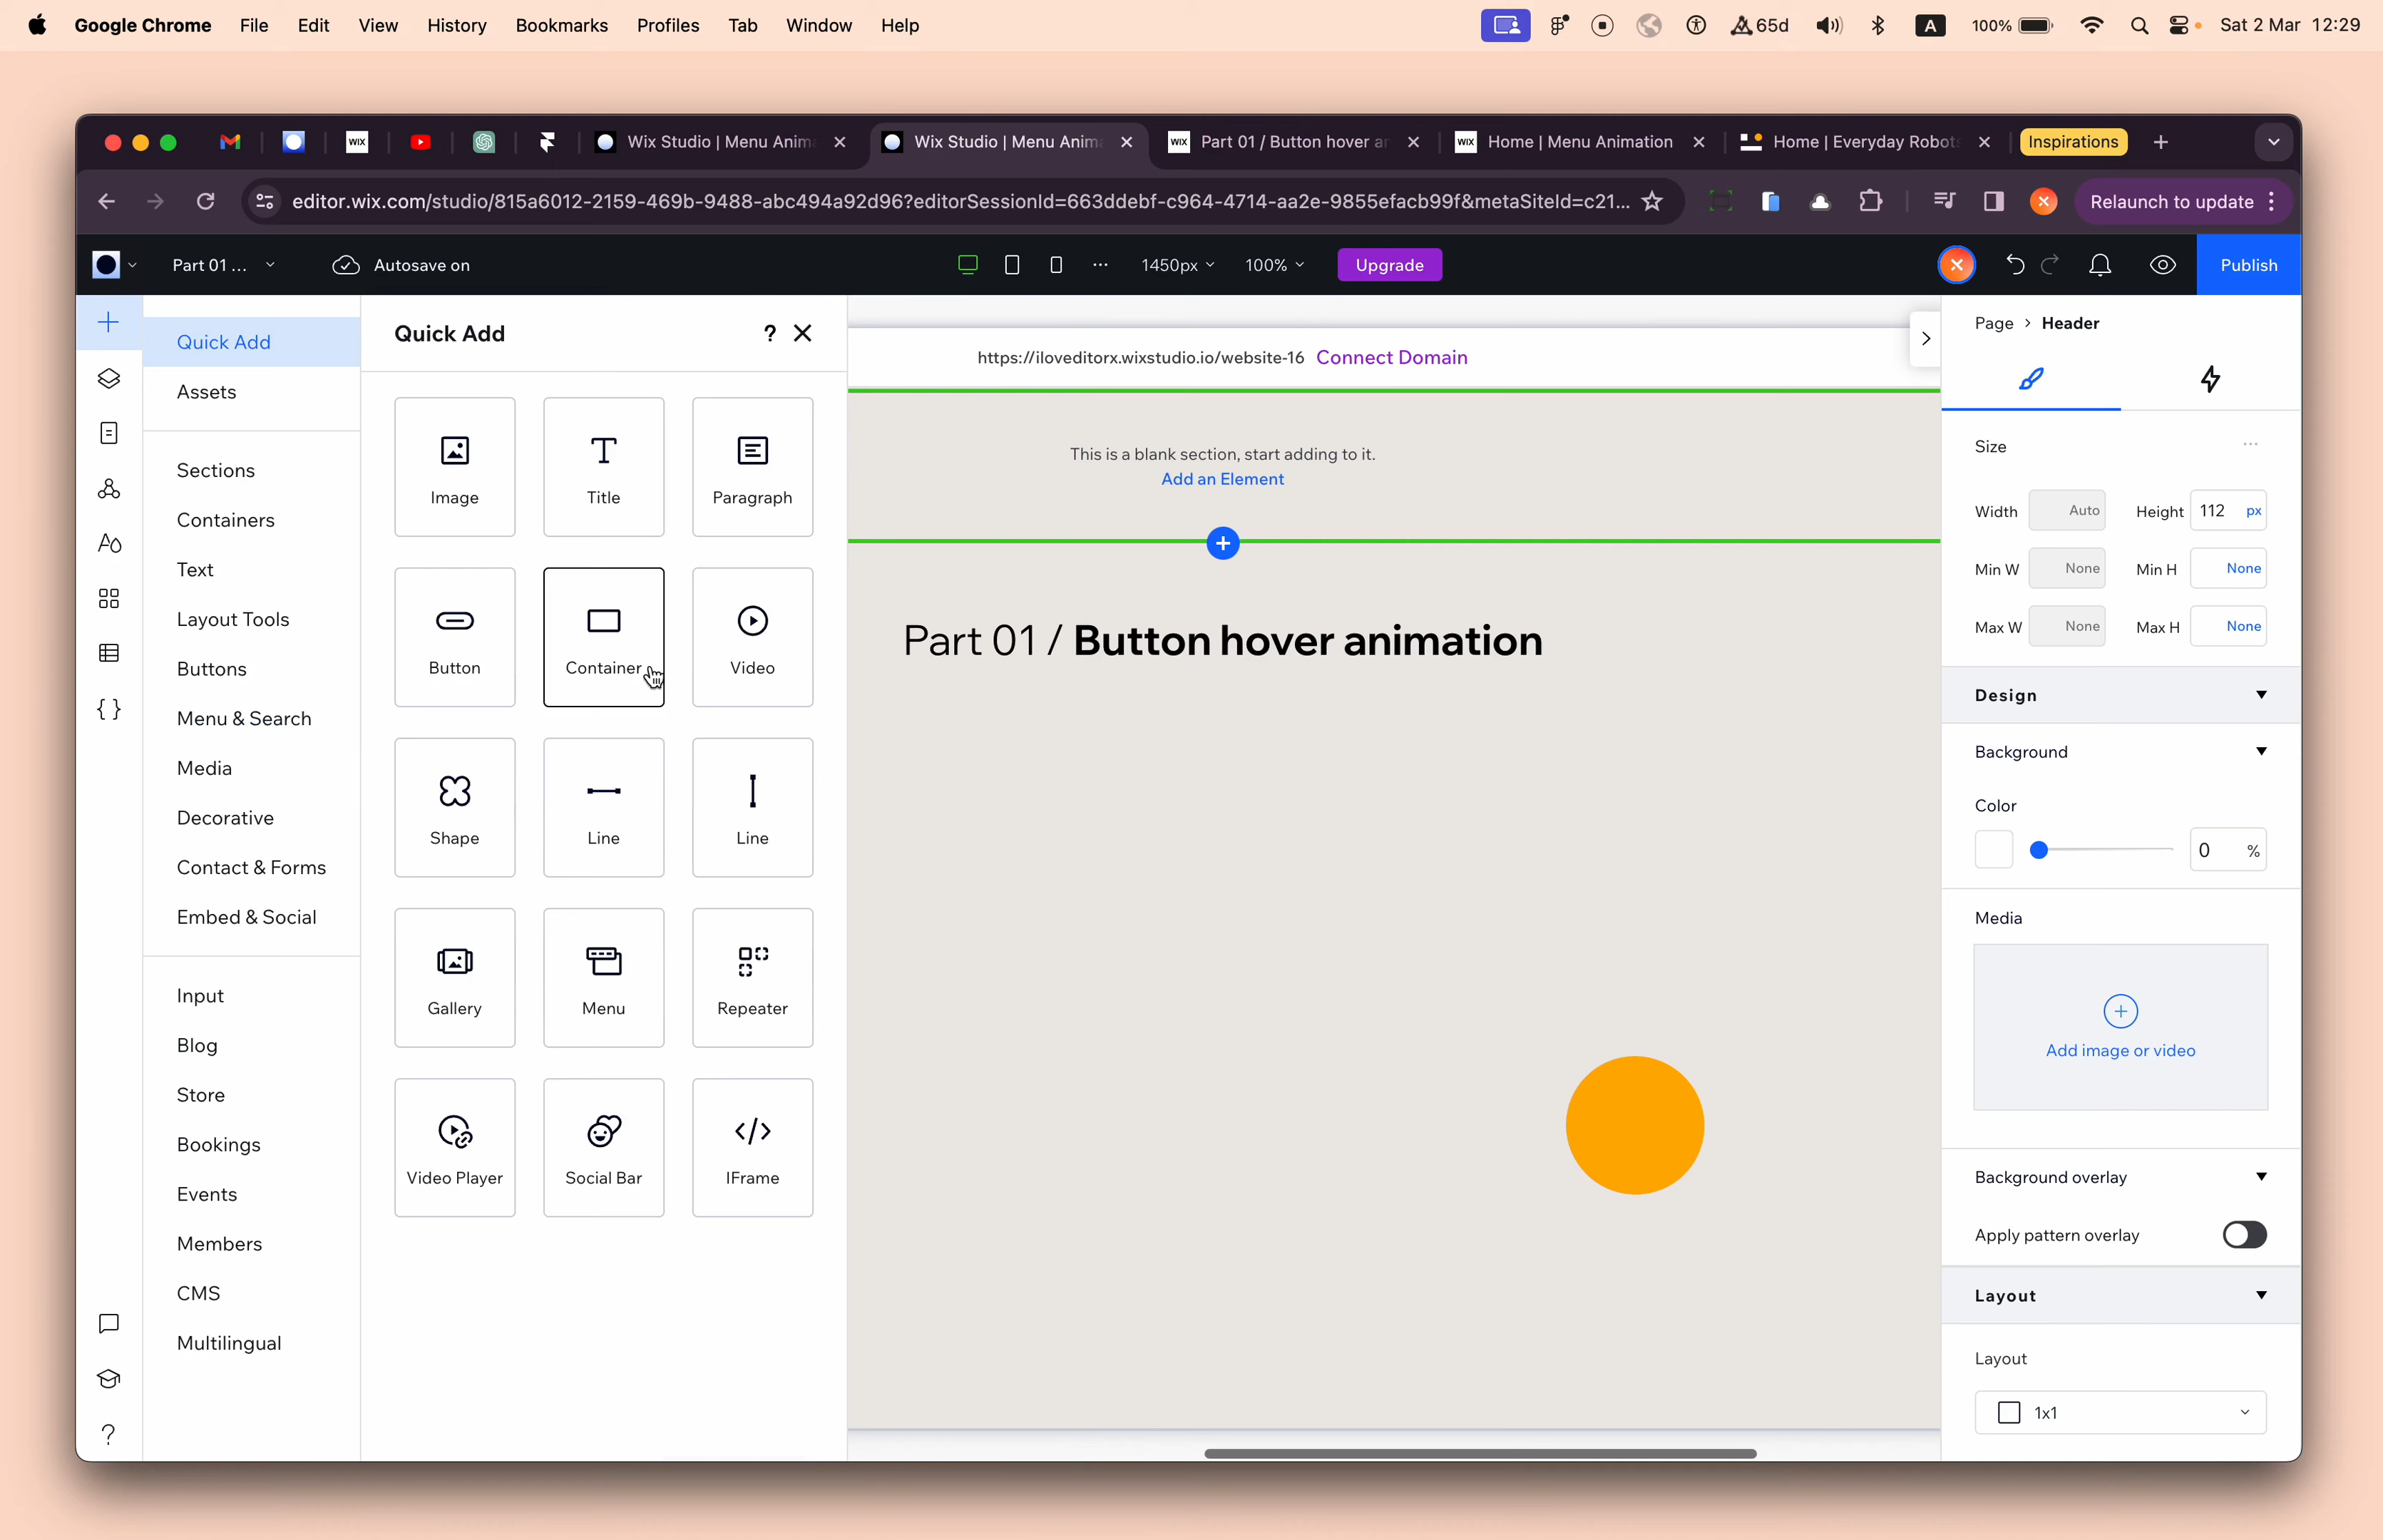 Google Chrome File Edit View History Bookmarks Profiles Tab Window Help 65d A 100% Sat 2 Mar 12:29
WIX Wix Studio | Menu Anim Wix Studio | Menu Anim WIX Part 01 / Button hover an WIX Home | Menu Animation Home | Everyday Robots Inspirations
editor.wix.com/studio/815a6012-2159-469b-9488-abc494a92d96?editorSessionId=663ddebf-c964-4714-aa2e-9855efacb99f&metaSiteId=c21... Relaunch to update
Part 01 ... Autosave on 1450px 100% Upgrade Publish
Quick Add
Assets
Sections
Containers
Text
Layout Tools
Buttons
Menu & Search
Media
Decorative
Contact & Forms
Embed & Social
Input
Blog
Store
Bookings
Events
Members
CMS
Multilingual
Quick Add ?
Image Title Paragraph
Button Container Video
Shape Line Line
Gallery Menu Repeater
Video Player Social Bar IFrame
https://iloveditorx.wixstudio.io/website-16 Connect Domain
This is a blank section, start adding to it.
Add an Element
Part 01 / Button hover animation
Page > Header
Size
Width Auto Height 112 px
Min W None Min H None
Max W None Max H None
Design
Background
Color
0 %
Media
Add image or video
Background overlay
Apply pattern overlay
Layout
Layout
1x1